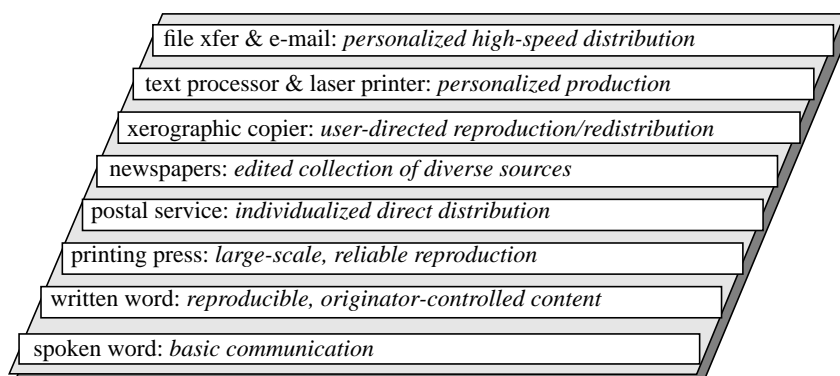 file xfer & e-mail: personalized high-speed distribution
text processor & laser printer: personalized production
xerographic copier: user-directed reproduction/redistribution
newspapers: edited collection of diverse sources
postal service: individualized direct distribution
printing press: large-scale, reliable reproduction
written word: reproducible, originator-controlled content
spoken word: basic communication